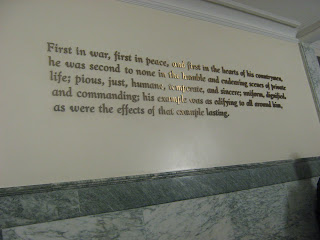 First in war, first in peace, and first in the hearts of his countrymen,
he was second to none in the humble and endearing scenes of private
life; pious, just, humane, temperate, and sincere; uniform, dignified,
and commanding; his example was as edifying to all around him,
as were the effects of that example lasting.